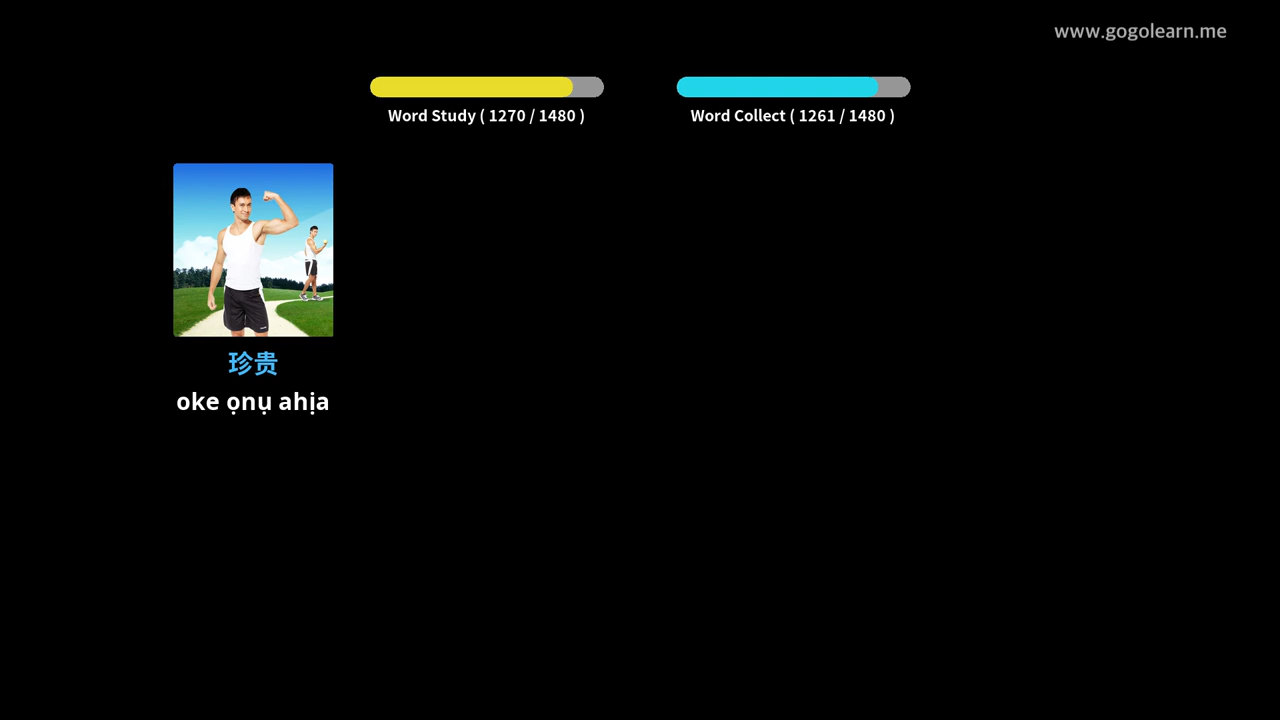 www.gogolearn.me
Word Study ( 1270 / 1480 )
Word Collect ( 1261 / 1480 )
珍贵
oke ọnụ ahịa